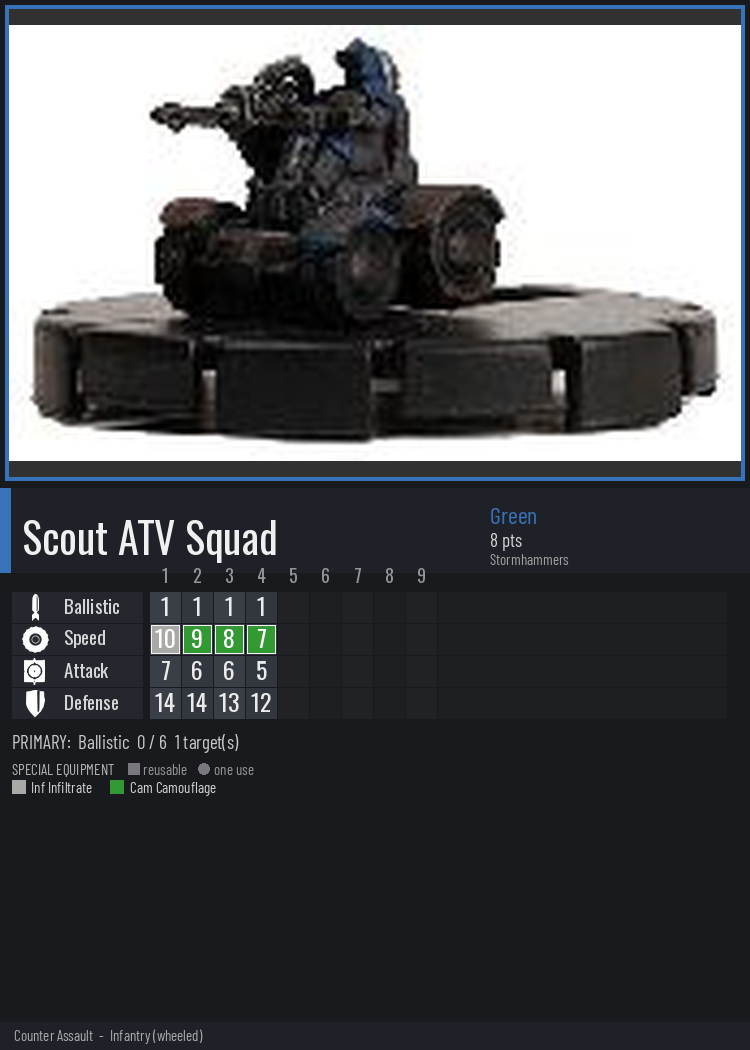 Scout ATV Squad
Green
8 pts
Stormhammers
1 2 3 4 5 6 7 8 9
Ballistic 1 1 1 1
Speed 10 9 8 7
Attack 7 6 6 5
Defense 14 14 13 12
PRIMARY: Ballistic 0 / 6 1 target(s)
SPECIAL EQUIPMENT reusable one use
Inf Infiltrate Cam Camouflage
Counter Assault - Infantry (wheeled)